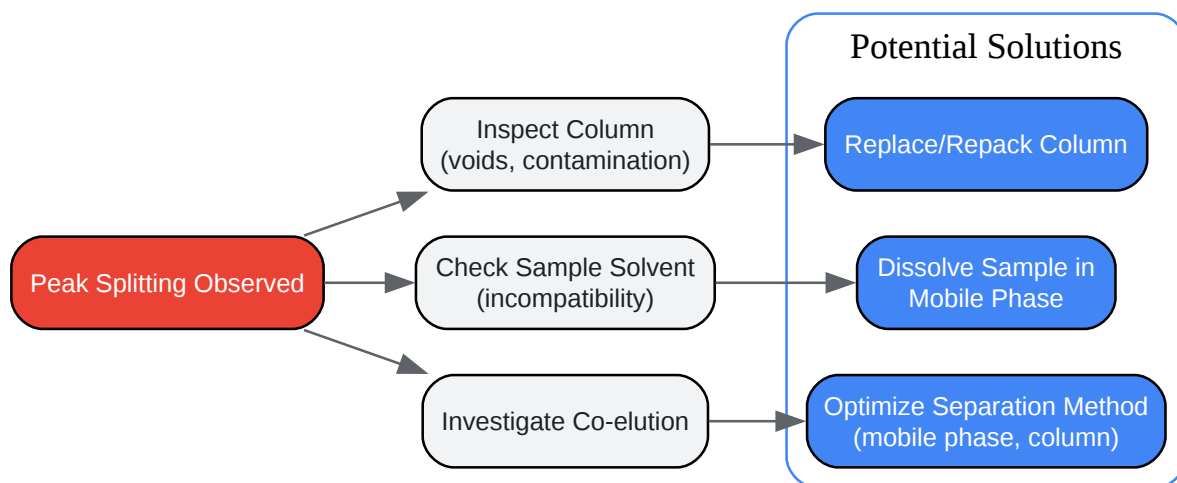 Potential Solutions
Inspect Column
(voids, contamination)
Replace/Repack Column
Peak Splitting Observed
Check Sample Solvent
(incompatibility)
Dissolve Sample in
Mobile Phase
Investigate Co-elution
Optimize Separation Method
(mobile phase, column)